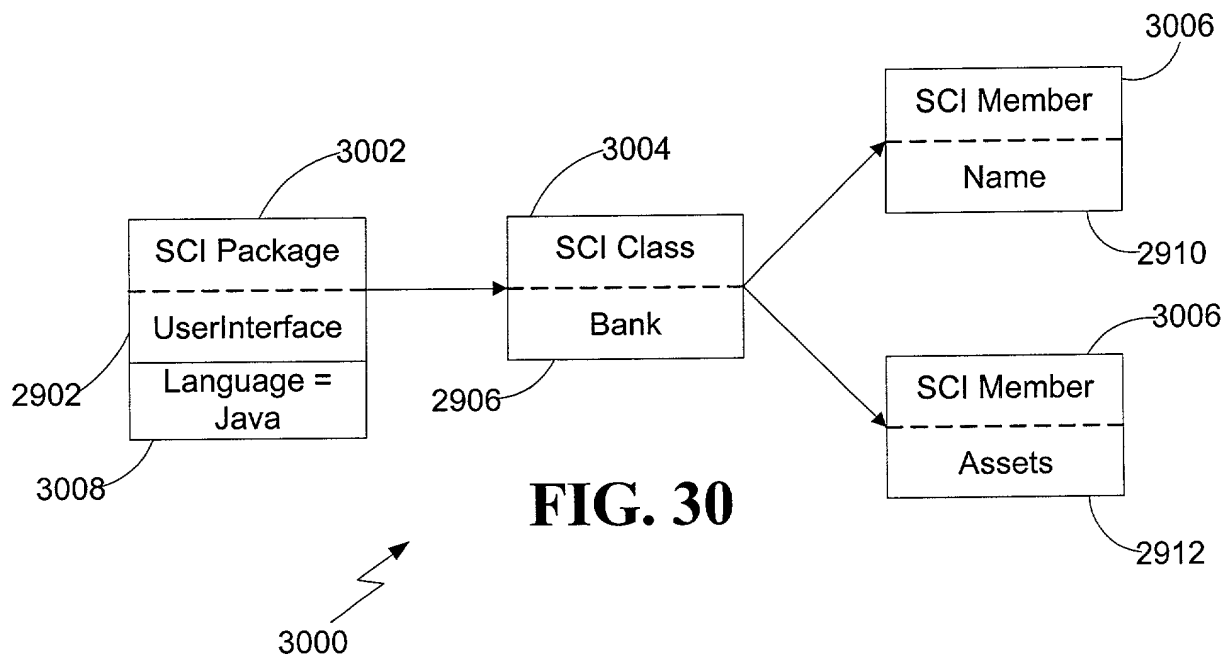 3006
SCI Member
Name
2910
3002
SCI Package
UserInterface
Language =
Java
2902
3008
3004
SCI Class
Bank
2906
3006
SCI Member
Assets
2912
FIG. 30
3000